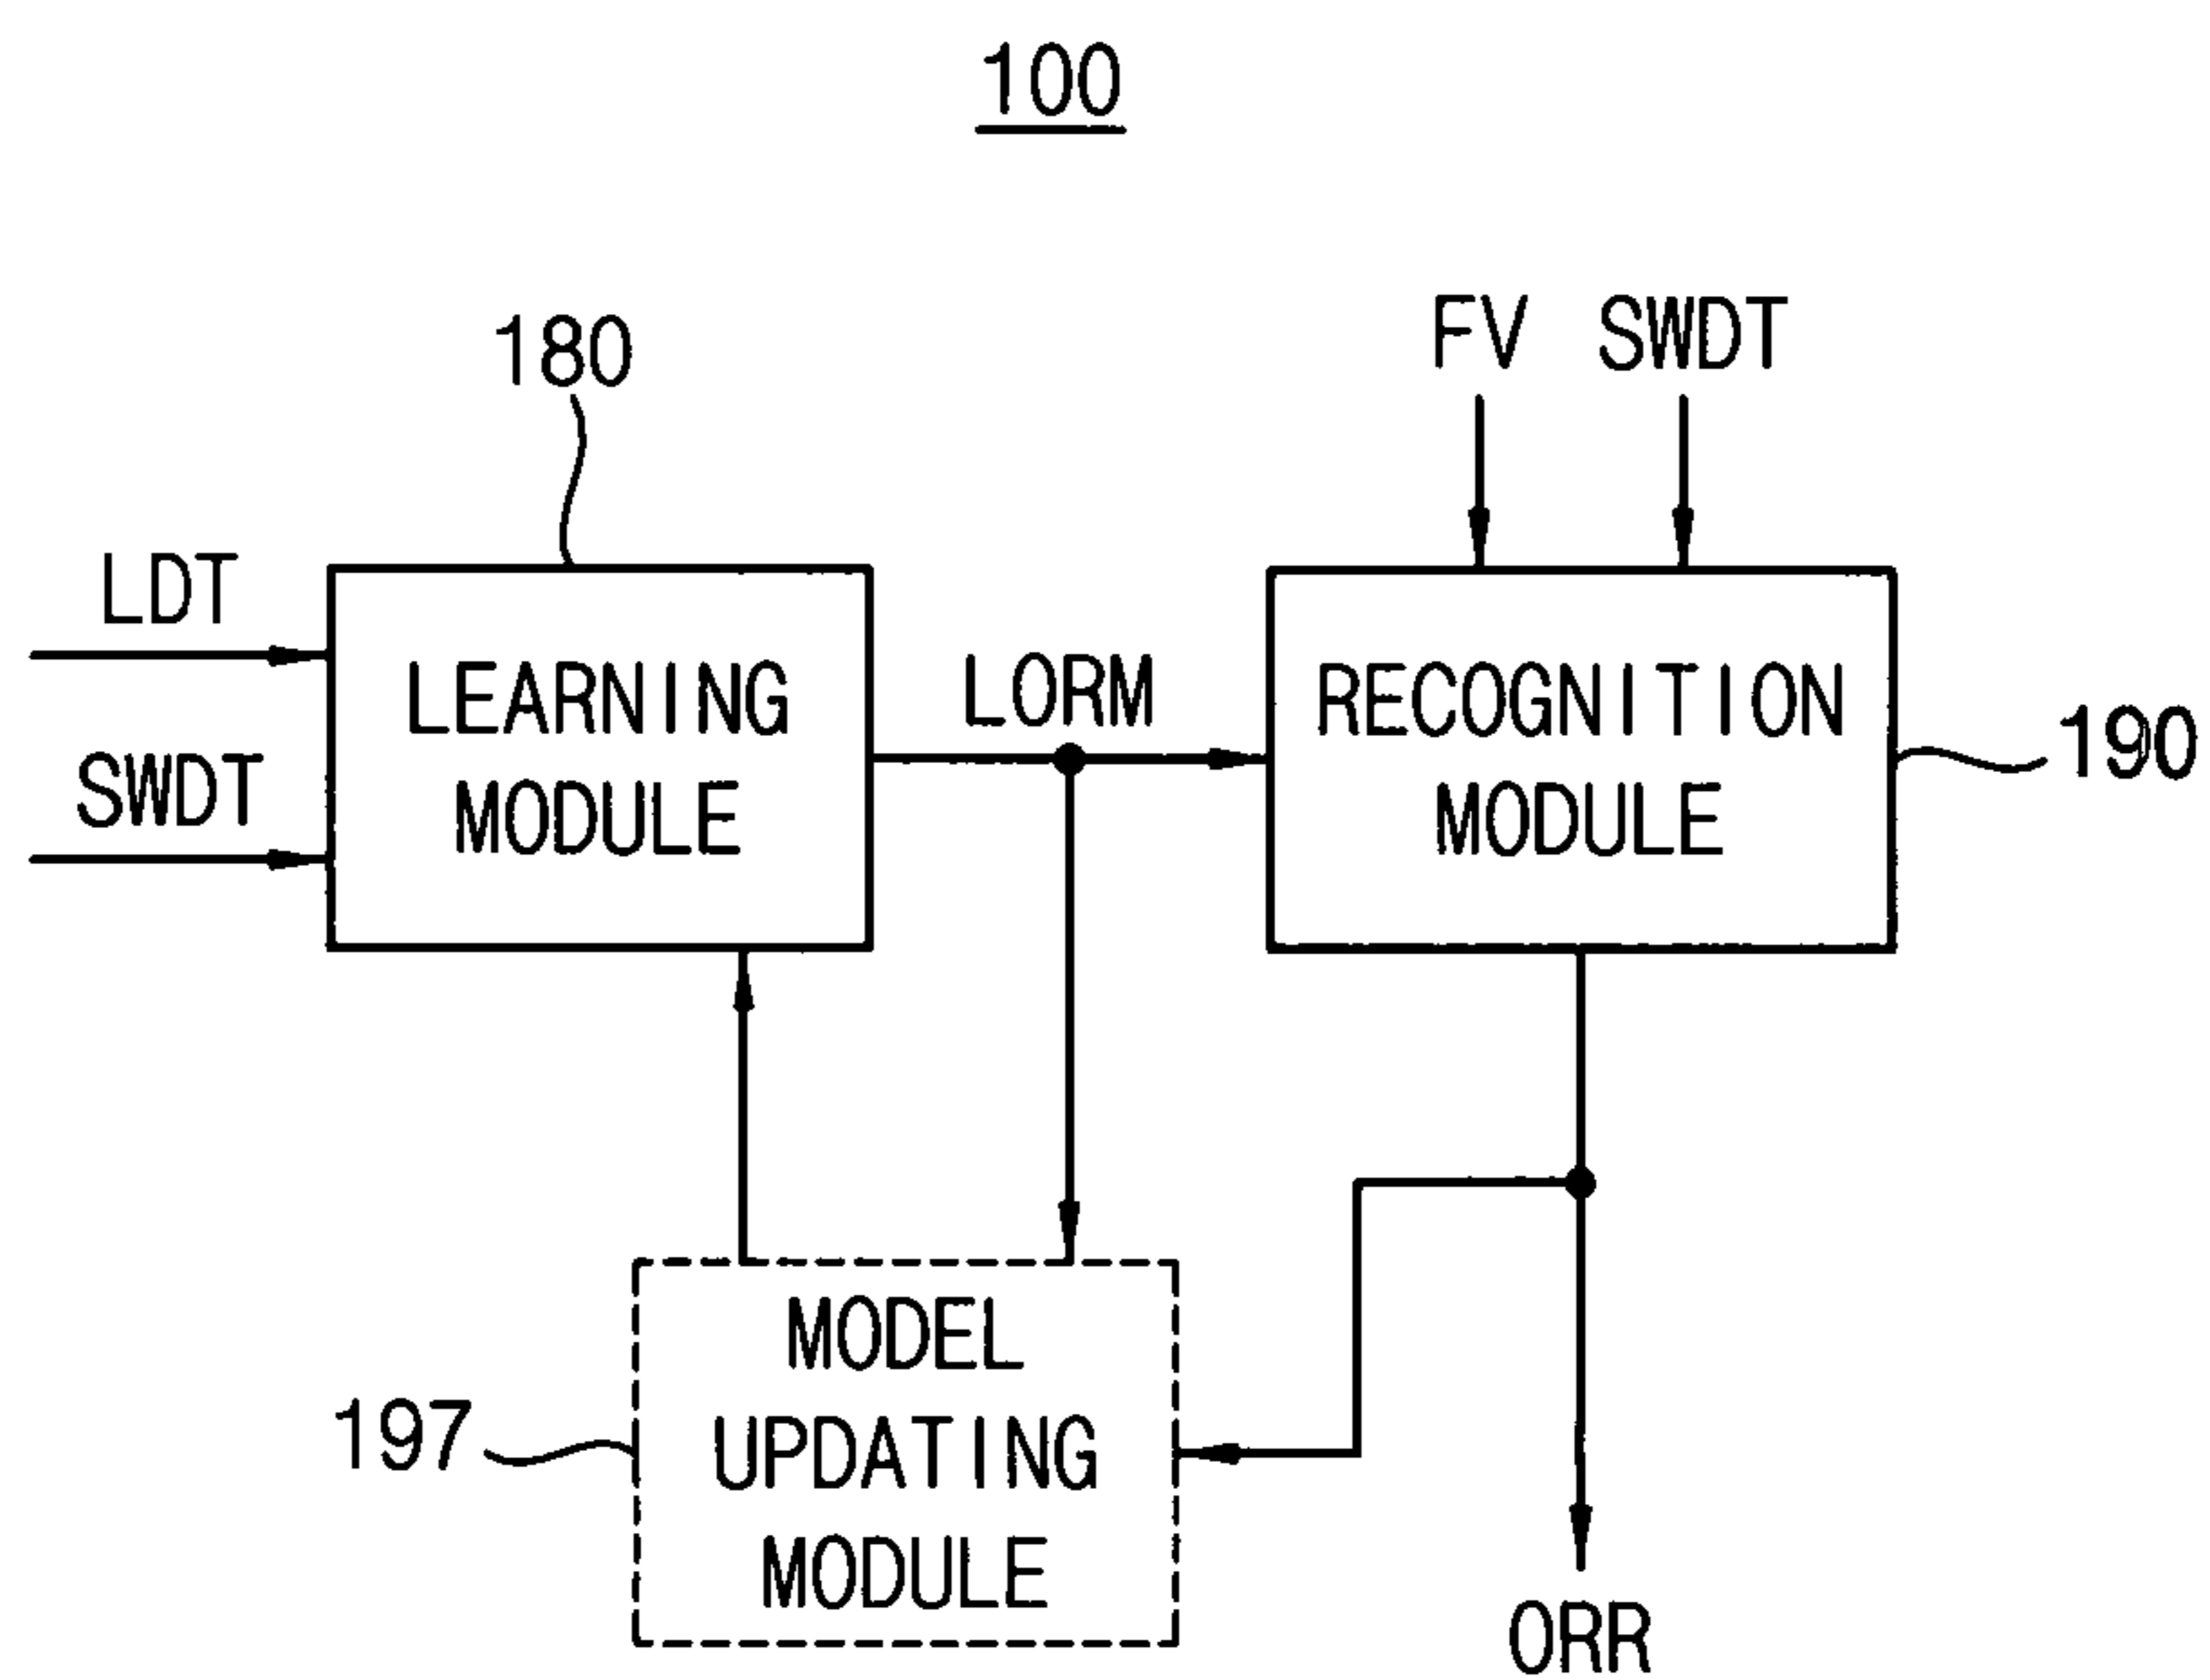 100
180
FV SWDT
LDT
SWDT
LEARNING
MODULE
LORM
RECOGNITION
MODULE
190
MODEL
UPDATING
MODULE
197
ORR